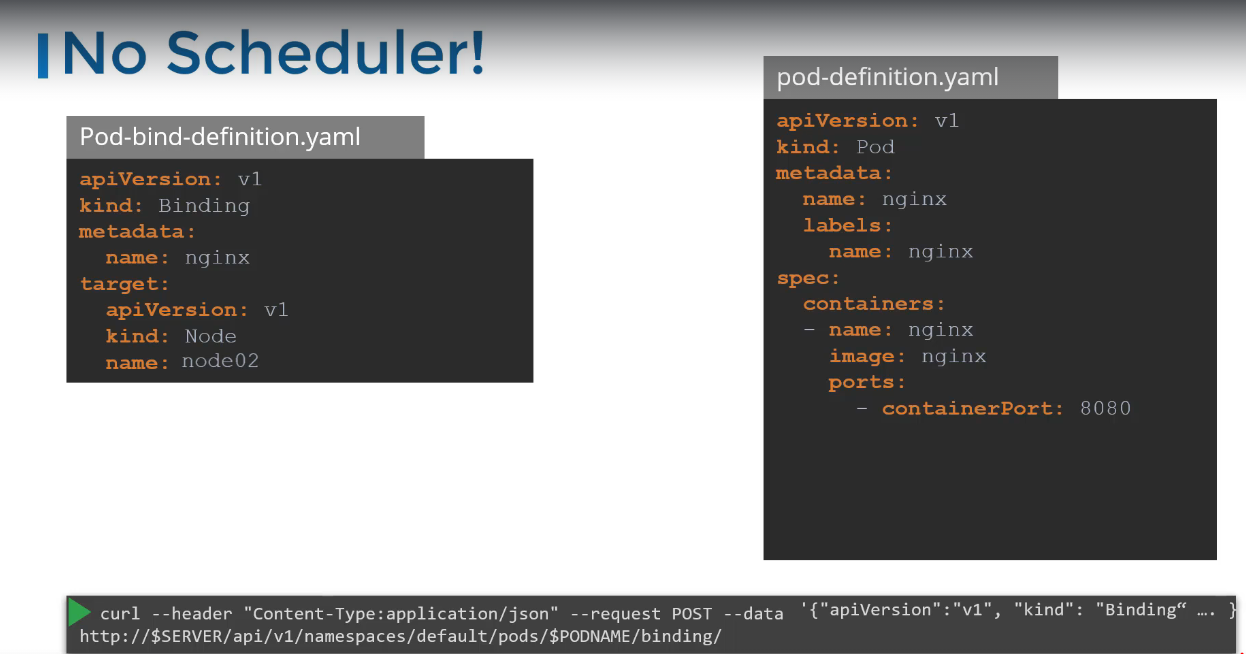 No Scheduler!
Pod-bind-definition.yaml
apiVersion: v1
kind: Binding
metadata:
  name: nginx
target:
  apiVersion: v1
  kind: Node
  name: node02
pod-definition.yaml
apiVersion: v1
kind: Pod
metadata:
  name: nginx
  labels:
    name: nginx
spec:
  containers:
  - name: nginx
    image: nginx
    ports:
      - containerPort: 8080
curl --header "Content-Type:application/json" --request POST --data '{"apiVersion":"v1", "kind": "Binding“ …. }
http://$SERVER/api/v1/namespaces/default/pods/$PODNAME/binding/